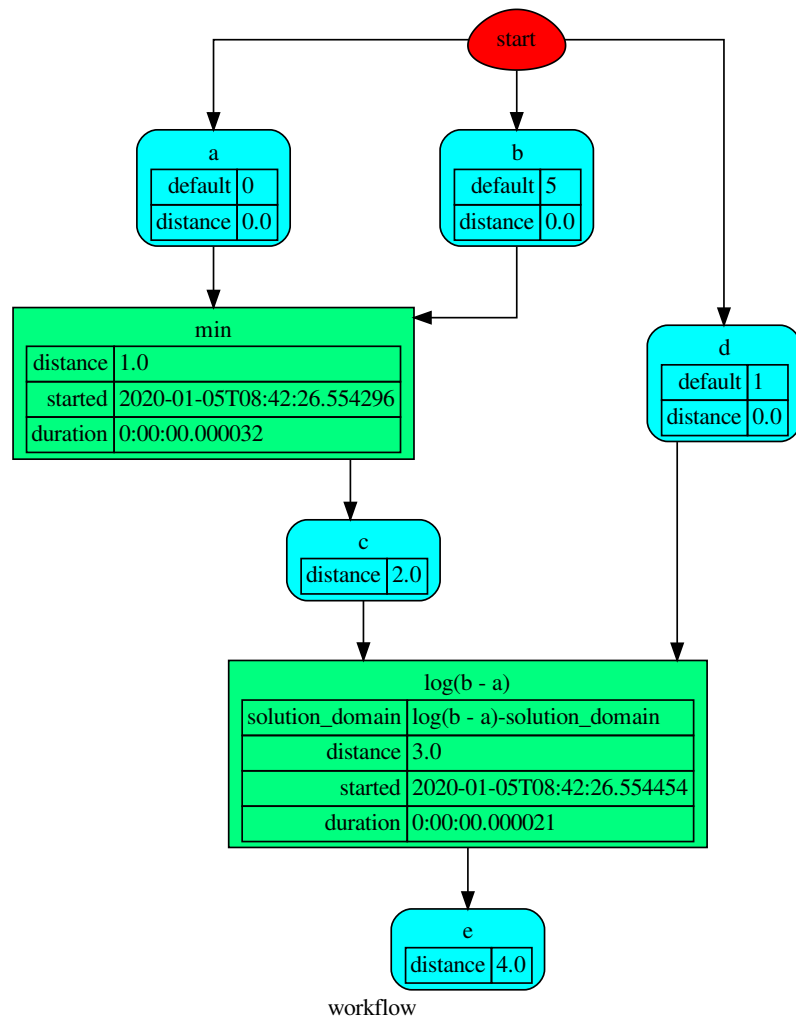 start
a
default 0
distance 0.0
b
default 5
distance 0.0
min
distance 1.0
started 2020-01-05T08:42:26.554296
duration 0:00:00.000032
d
default 1
distance 0.0
c
distance 2.0
log(b - a)
solution_domain log(b - a)-solution_domain
distance 3.0
started 2020-01-05T08:42:26.554454
duration 0:00:00.000021
e
distance 4.0
workflow